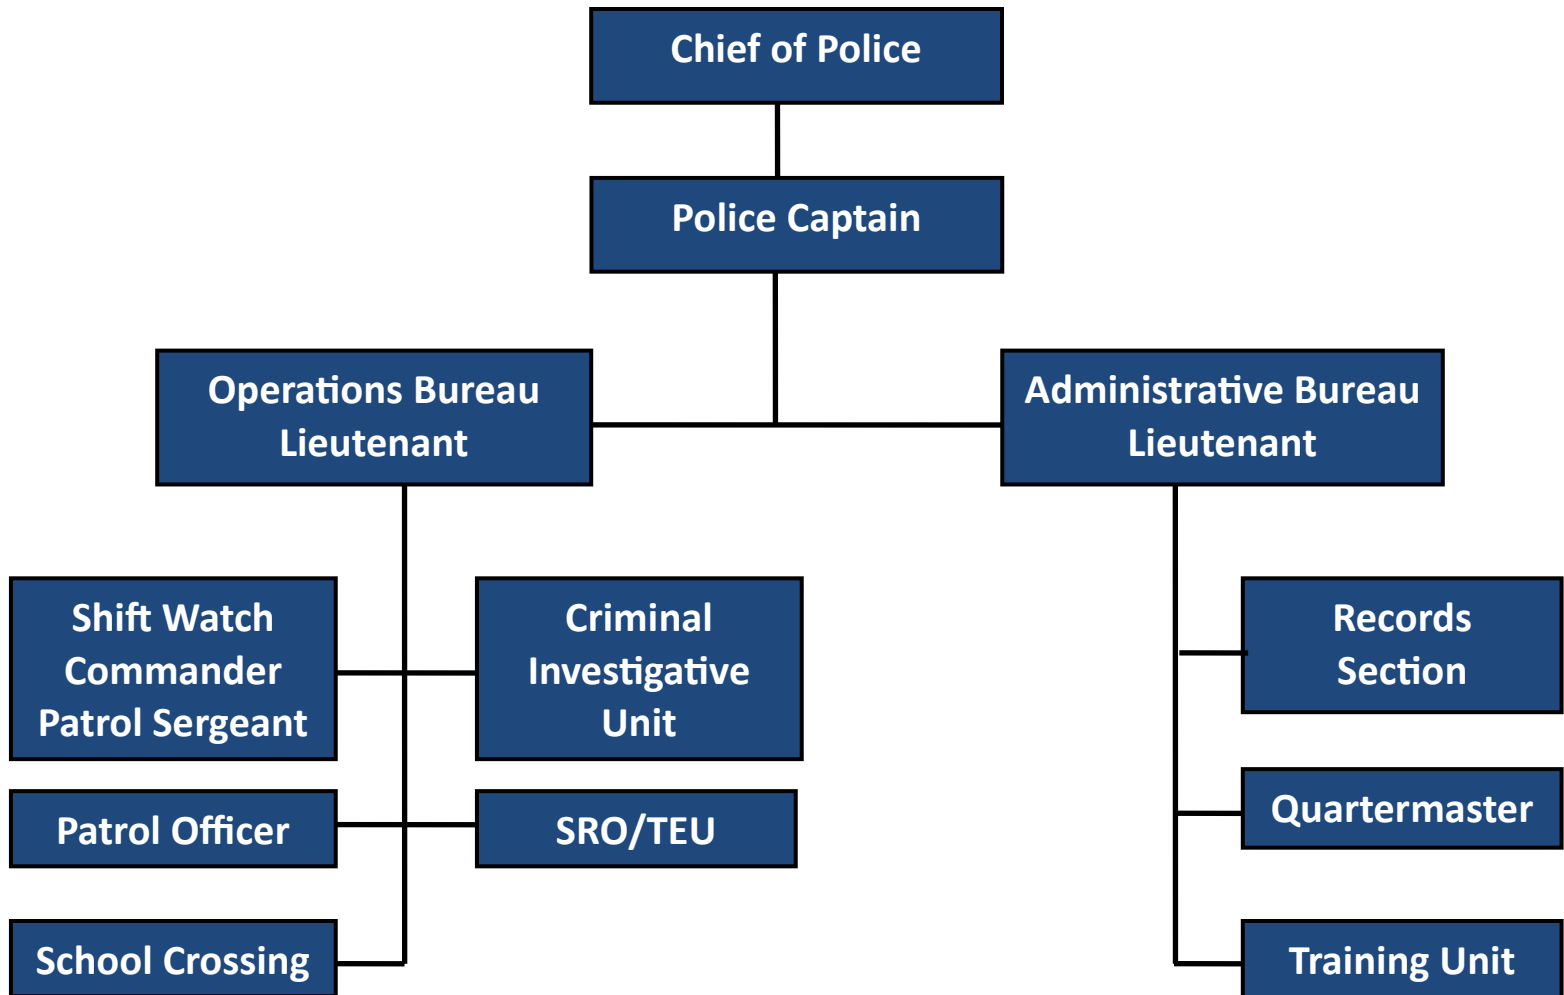 Chief of Police
Police Captain
Operations Bureau
Lieutenant
Administrative Bureau
Lieutenant
Shift Watch
Commander
Patrol Sergeant
Criminal
Investigative
Unit
Records
Section
Patrol Officer
SRO/TEU
Quartermaster
School Crossing
Training Unit